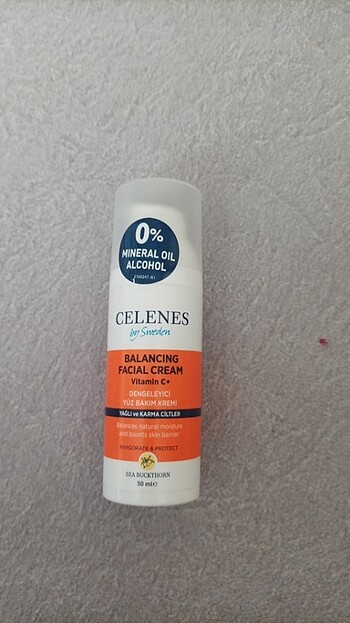 0%
MINERAL OIL
ALCOHOL
CELENES
by Sweden
BALANCING
FACIAL CREAM
Vitamin C+
DENGELEYİCİ
YÜZ BAKIM KREMİ
YAĞLI ve KARMA CİLTLER
Balances natural moisture
and boosts skin barrier
INVIGORATE & PROTECT
SEA BUCKTHORN
50 ml℮